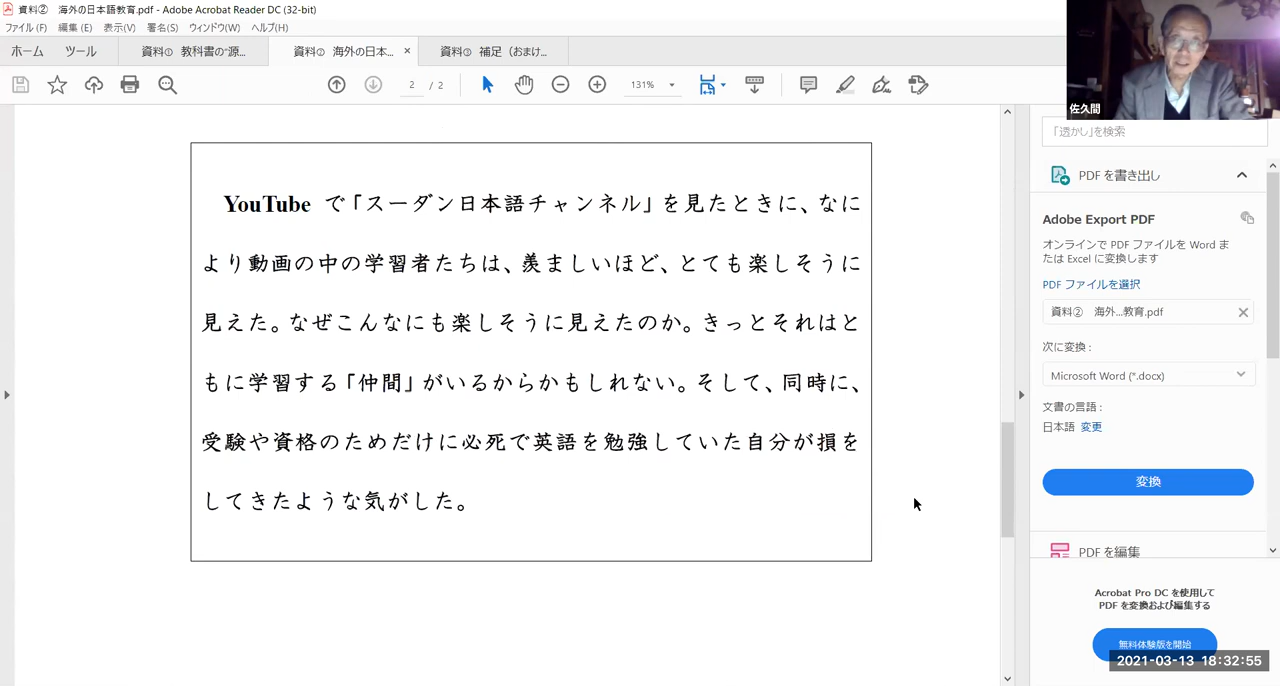 資料② 海外の日本語教育.pdf - Adobe Acrobat Reader DC (32-bit)
ファイル(F) 編集(E) 表示(V) 署名(S) ウィンドウ(W) ヘルプ(H)
ホーム ツール 資料① 教科書の“源... 資料② 海外の日本... × 資料③ 補足（おまけ...
2 / 2 131%
佐久間
「透かし」を検索
YouTube で「スーダン日本語チャンネル」を見たときに、なに
より動画の中の学習者たちは、羨ましいほど、とても楽しそうに
見えた。なぜこんなにも楽しそうに見えたのか。きっとそれはと
もに学習する「仲間」がいるからかもしれない。そして、同時に、
受験や資格のためだけに必死で英語を勉強していた自分が損を
してきたような気がした。
PDF を書き出し
Adobe Export PDF
オンラインで PDF ファイルを Word ま
たは Excel に変換します
PDF ファイルを選択
資料② 海外...教育.pdf
次に変換 :
Microsoft Word (*.docx)
文書の言語 :
日本語 変更
変換
PDF を編集
Acrobat Pro DC を使用して
PDF を変換および編集する
無料体験版を開始
2021-03-13 18:32:55